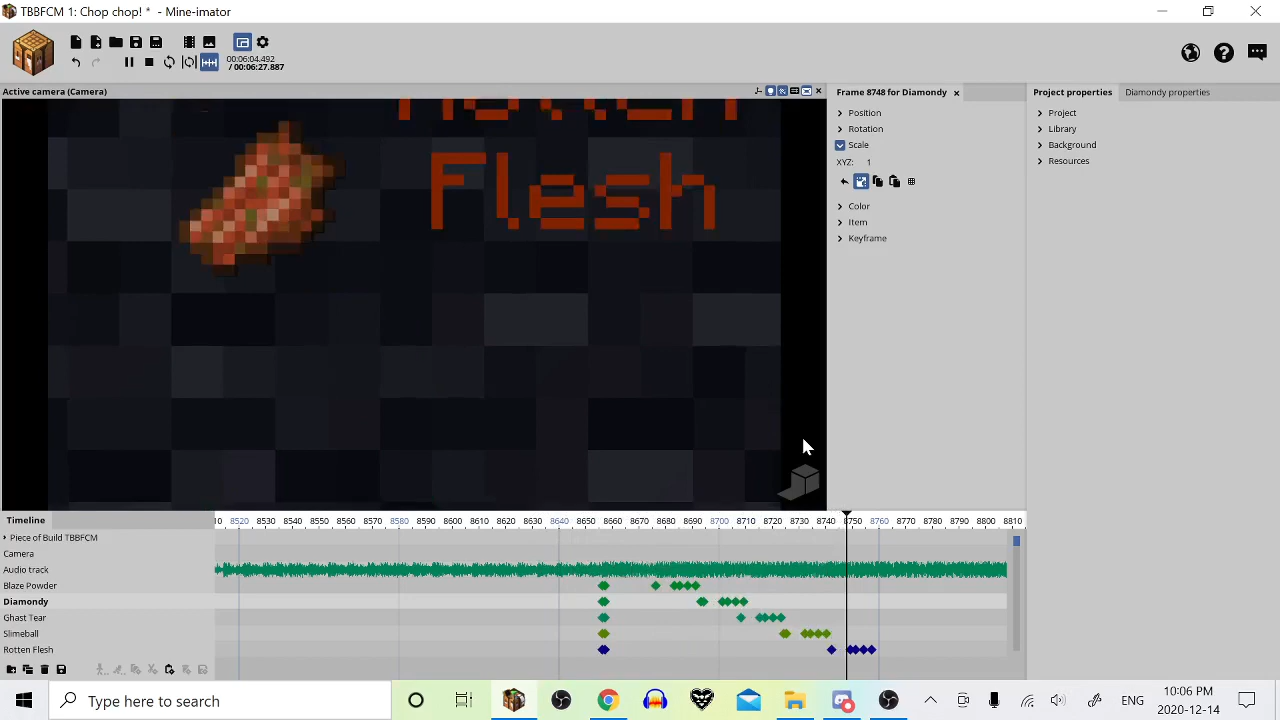 TBBFCM 1: Chop chop! * - Mine-imator
00:06:04.492
/ 00:06:27.887
Active camera (Camera)
Frame 8748 for Diamondy
Project properties
Diamondy properties
Position
Rotation
Scale
XYZ: 1
Color
Item
Keyframe
Project
Library
Background
Resources
Rotten
Flesh
Timeline
10 8520 8530 8540 8550 8560 8570 8580 8590 8600 8610 8620 8630 8640 8650 8660 8670 8680 8690 8700 8710 8720 8730 8740 8750 8760 8770 8780 8790 8800 8810
Piece of Build TBBFCM
Camera
Audio track
Blaze Powder
Diamondy
Ghast Tear
Slimeball
Rotten Flesh
Type here to search
ENG
10:06 PM
2020-12-14